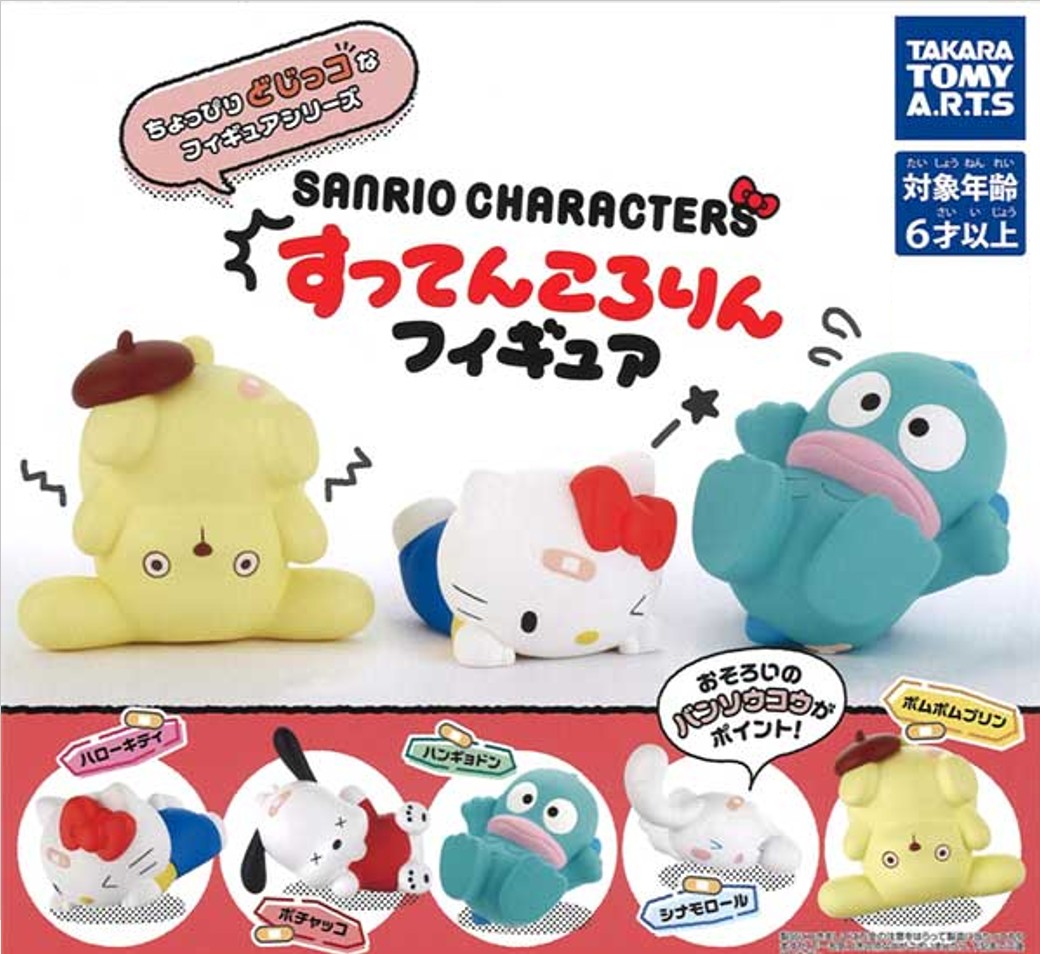 ちょっぴりどじっコな
フィギュアシリーズ
TAKARA
TOMY
A.R.T.S
たいしょうねんれい
対象年齢
さいいじょう
6才以上
SANRIO CHARACTERS
すってんころりん
フィギュア
おそろいの
バンソウコウが
ポイント!
ハローキティ
ポチャッコ
ハンギョドン
シナモロール
ポムポムプリン